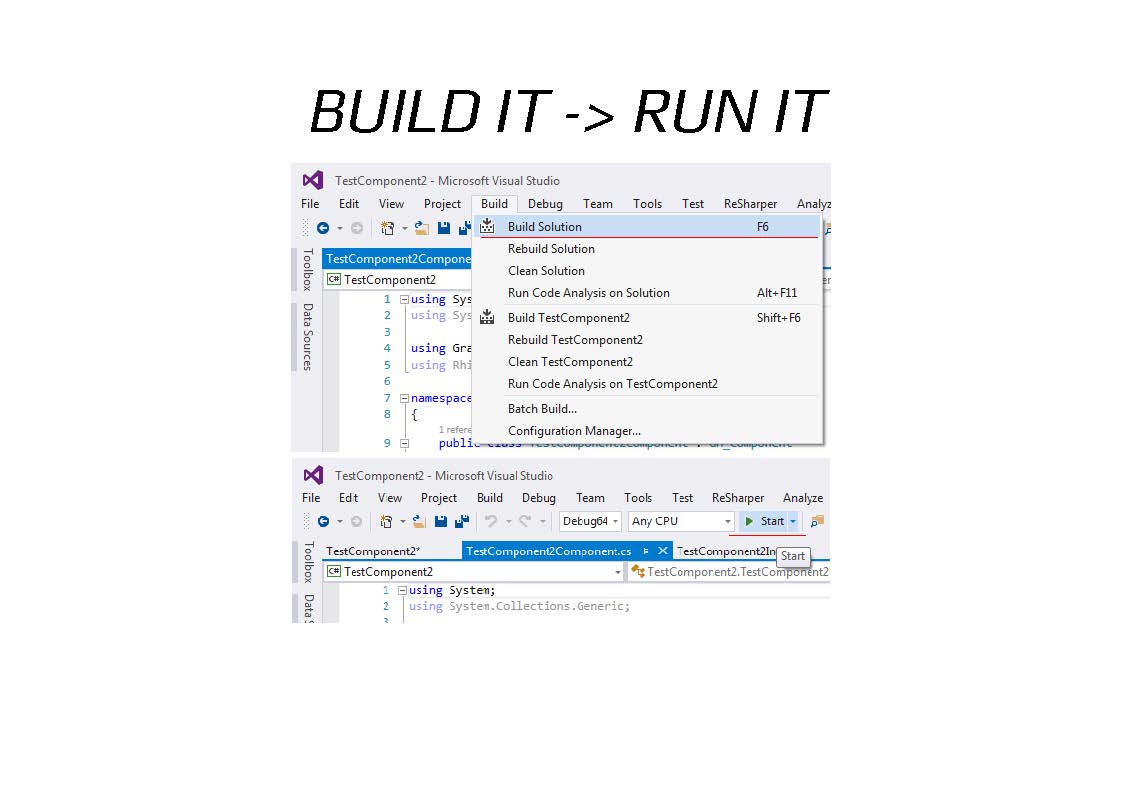 BUILD IT -> RUN IT
TestComponent2 - Microsoft Visual Studio
File Edit View Project Build Debug Team Tools Test ReSharper Analyz
Build Solution F6
Rebuild Solution
Clean Solution
Run Code Analysis on Solution Alt+F11
Build TestComponent2 Shift+F6
Rebuild TestComponent2
Clean TestComponent2
Run Code Analysis on TestComponent2
Batch Build...
Configuration Manager...
Toolbox
Data Sources
TestComponent2Compone
C# TestComponent2
1 using Sys
2 using Sys
3
4 using Gra
5 using Rhi
6
7 namespace
8 {
1 refere
9 public class TestComponent2Component : GH_Component
TestComponent2 - Microsoft Visual Studio
File Edit View Project Build Debug Team Tools Test ReSharper Analyze
Debug64 Any CPU Start
Toolbox
Data S
TestComponent2* TestComponent2Component.cs TestComponent2In
Start
C# TestComponent2 TestComponent2.TestComponent2
1 using System;
2 using System.Collections.Generic;
3